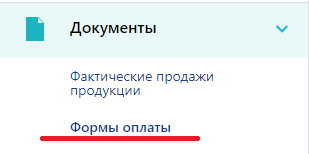 Документы
Фактические продажи
продукции
Формы оплаты